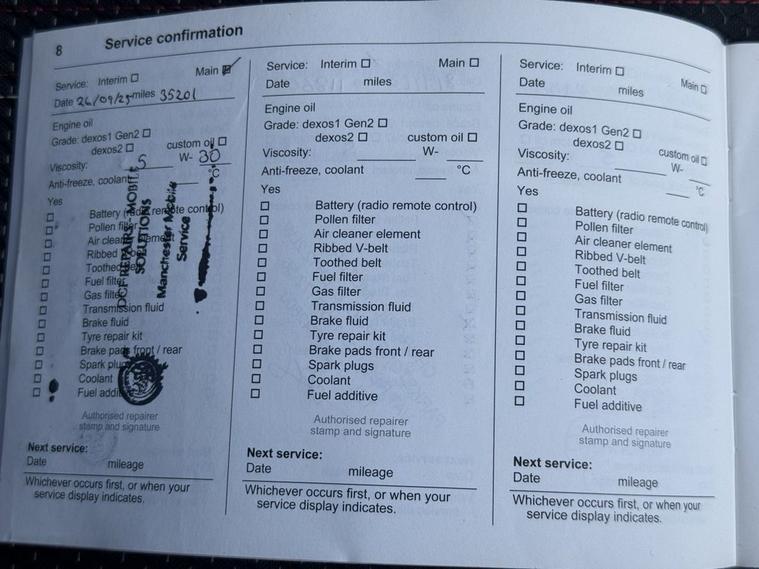 8 Service confirmation
Service: Interim ☐ Main ☑
Date 26/09/25 miles 35201
Engine oil
Grade: dexos1 Gen2 ☐
dexos2 ☐ custom oil ☐
Viscosity: 5 W- 30
Anti-freeze, coolant °C
Yes
☐ Battery (radio remote control)
☐ Pollen filter
☐ Air cleaner element
☐ Ribbed
☐ Toothed
☐ Fuel filter
☐ Gas filter
☐ Transmission fluid
☐ Brake fluid
☐ Tyre repair kit
☐ Brake pads front / rear
☐ Spark plug
☐ Coolant
☐ Fuel addi
REPAIRS MOBILE
SOLUTIONS
Manchester Mobile
Service
Authorised repairer
stamp and signature
Next service:
Date mileage
Whichever occurs first, or when your
service display indicates.
Service: Interim ☐ Main ☐
Date miles
Engine oil
Grade: dexos1 Gen2 ☐
dexos2 ☐ custom oil ☐
Viscosity: W-
Anti-freeze, coolant °C
Yes
☐ Battery (radio remote control)
☐ Pollen filter
☐ Air cleaner element
☐ Ribbed V-belt
☐ Toothed belt
☐ Fuel filter
☐ Gas filter
☐ Transmission fluid
☐ Brake fluid
☐ Tyre repair kit
☐ Brake pads front / rear
☐ Spark plugs
☐ Coolant
☐ Fuel additive
Authorised repairer
stamp and signature
Next service:
Date mileage
Whichever occurs first, or when your
service display indicates.
Service: Interim ☐ Main ☐
Date miles
Engine oil
Grade: dexos1 Gen2 ☐
dexos2 ☐ custom oil ☐
Viscosity: W-
Anti-freeze, coolant °C
Yes
☐ Battery (radio remote control)
☐ Pollen filter
☐ Air cleaner element
☐ Ribbed V-belt
☐ Toothed belt
☐ Fuel filter
☐ Gas filter
☐ Transmission fluid
☐ Brake fluid
☐ Tyre repair kit
☐ Brake pads front / rear
☐ Spark plugs
☐ Coolant
☐ Fuel additive
Authorised repairer
stamp and signature
Next service:
Date mileage
Whichever occurs first, or when your
service display indicates.